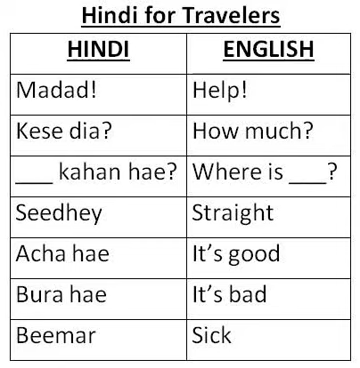 Hindi for Travelers
HINDI ENGLISH
Madad! Help!
Kese dia? How much?
___ kahan hae? Where is ___?
Seedhey Straight
Acha hae It's good
Bura hae It's bad
Beemar Sick